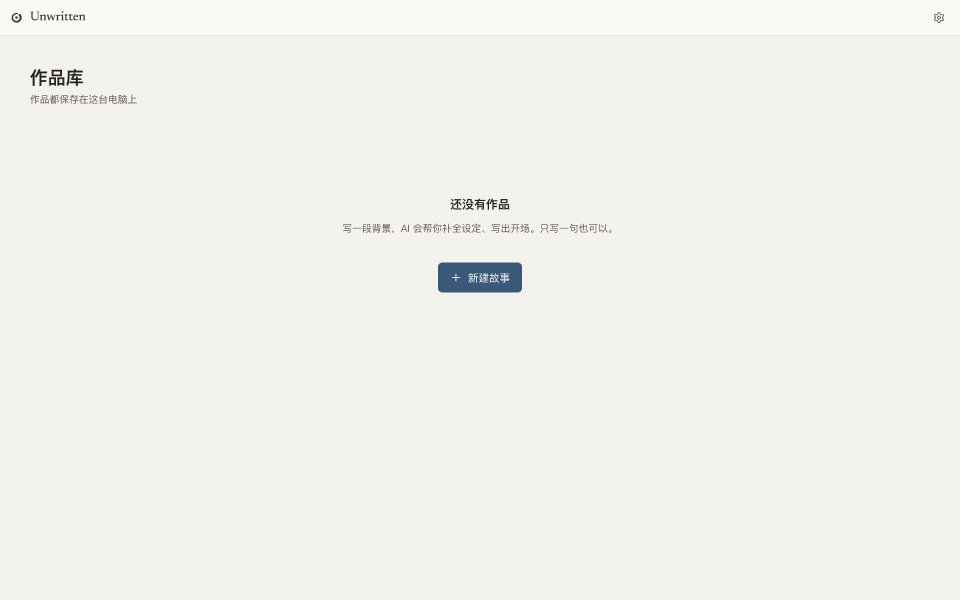 Unwritten
作品库
作品都保存在这台电脑上
还没有作品
写一段背景，AI 会帮你补全设定、写出开场。只写一句也可以。
+ 新建故事